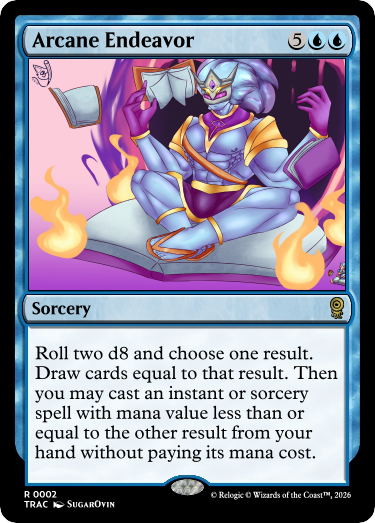 Arcane Endeavor 5
Sorcery
Roll two d8 and choose one result.
Draw cards equal to that result. Then
you may cast an instant or sorcery
spell with mana value less than or
equal to the other result from your
hand without paying its mana cost.
R 0002
TRAC SugarOvin
© Relogic © Wizards of the Coast™, 2026